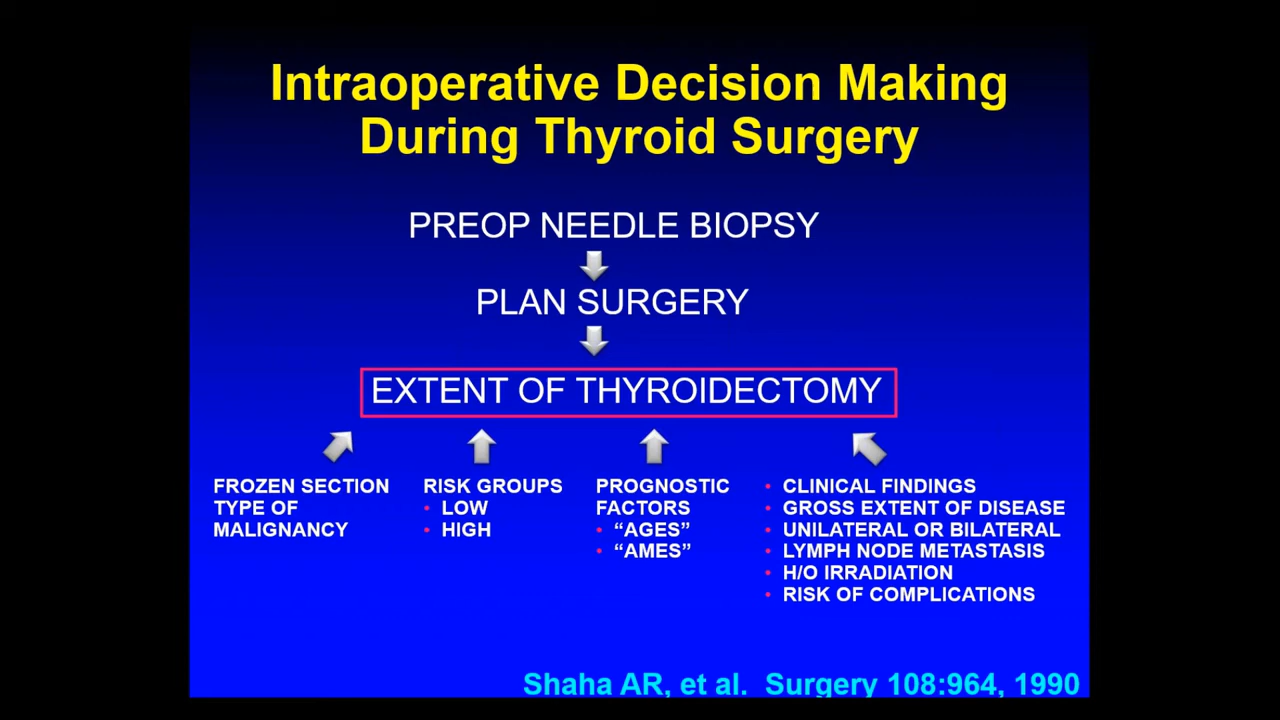 Intraoperative Decision Making
During Thyroid Surgery
PREOP NEEDLE BIOPSY
PLAN SURGERY
EXTENT OF THYROIDECTOMY
FROZEN SECTION
TYPE OF
MALIGNANCY
RISK GROUPS
• LOW
• HIGH
PROGNOSTIC
FACTORS
• “AGES”
• “AMES”
• CLINICAL FINDINGS
• GROSS EXTENT OF DISEASE
• UNILATERAL OR BILATERAL
• LYMPH NODE METASTASIS
• H/O IRRADIATION
• RISK OF COMPLICATIONS
Shaha AR, et al. Surgery 108:964, 1990